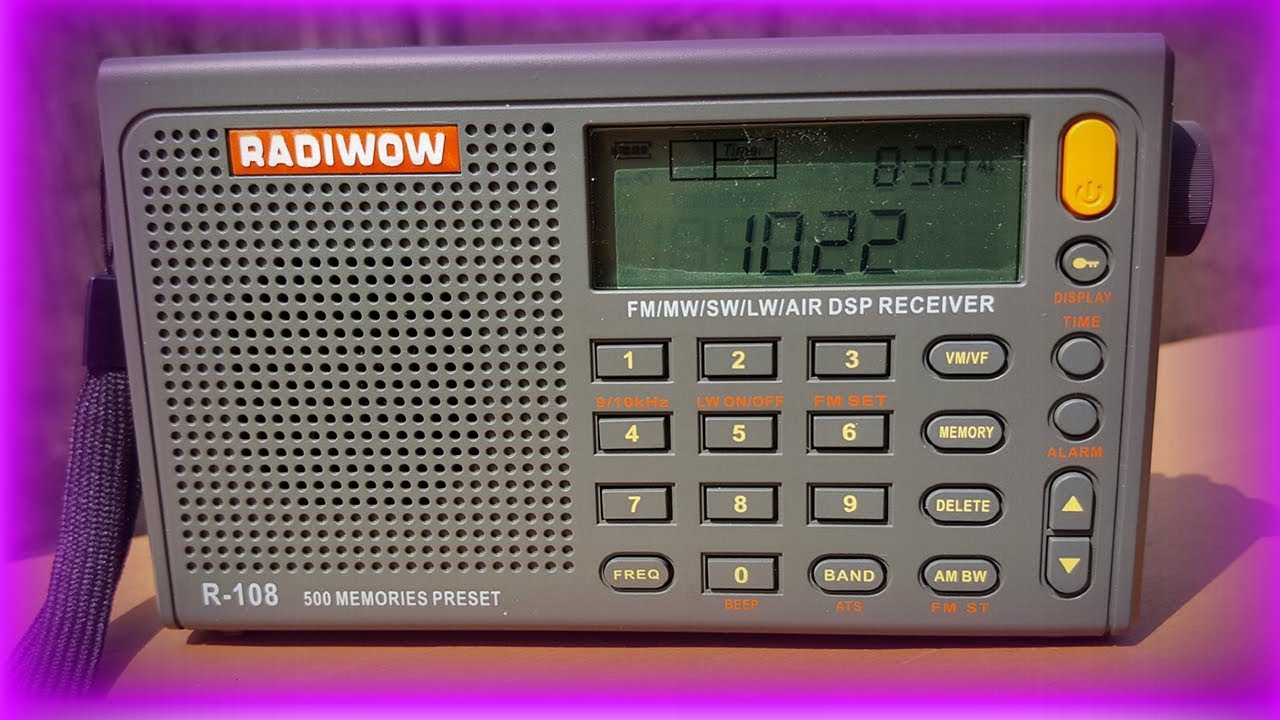 RADIWOW
Timer
8:30 AL
1022
FM/MW/SW/LW/AIR DSP RECEIVER
DISPLAY
TIME
1 2 3 VM/VF
9/10kHz LW ON/OFF FM SET
4 5 6 MEMORY
ALARM
7 8 9 DELETE
FREQ 0 BAND AM BW
BEEP ATS FM ST
R-108 500 MEMORIES PRESET